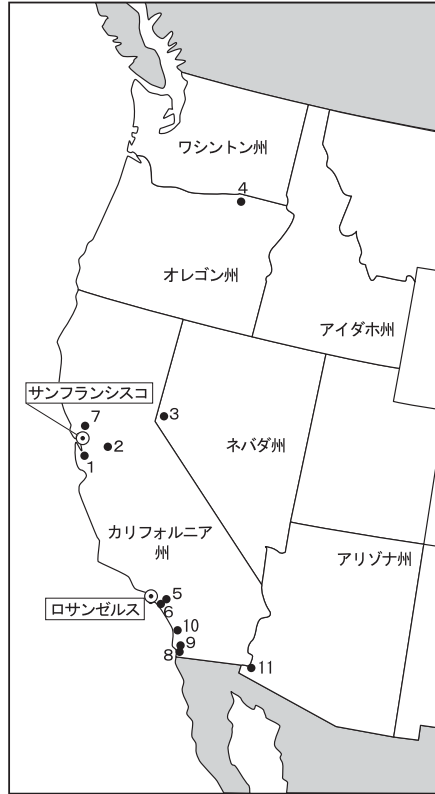 ワシントン州
4
オレゴン州
アイダホ州
サンフランシスコ
7
3
2
1
ネバダ州
カリフォルニア
州
アリゾナ州
5
ロサンゼルス
6
10
9
8
11